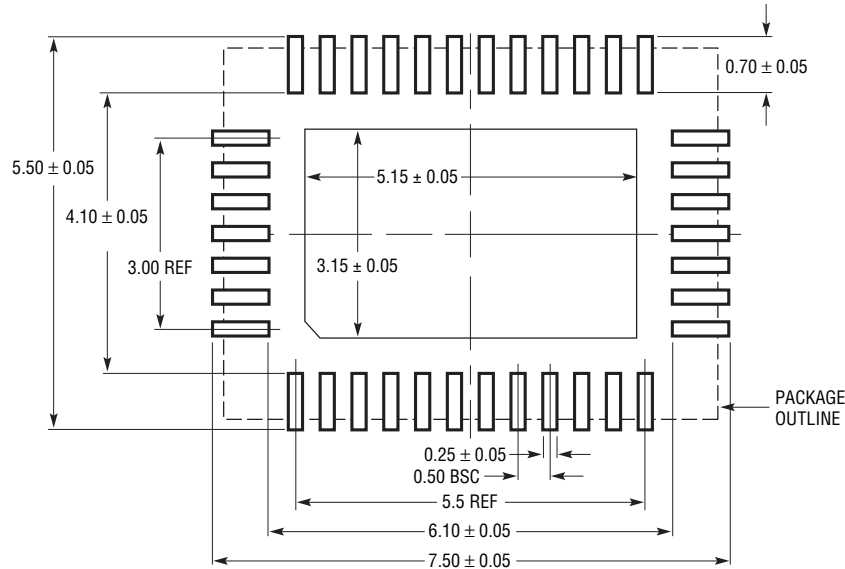 0.70 ± 0.05
5.50 ± 0.05
5.15 ± 0.05
4.10 ± 0.05
3.00 REF
3.15 ± 0.05
PACKAGE
OUTLINE
0.25 ± 0.05
0.50 BSC
5.5 REF
6.10 ± 0.05
7.50 ± 0.05